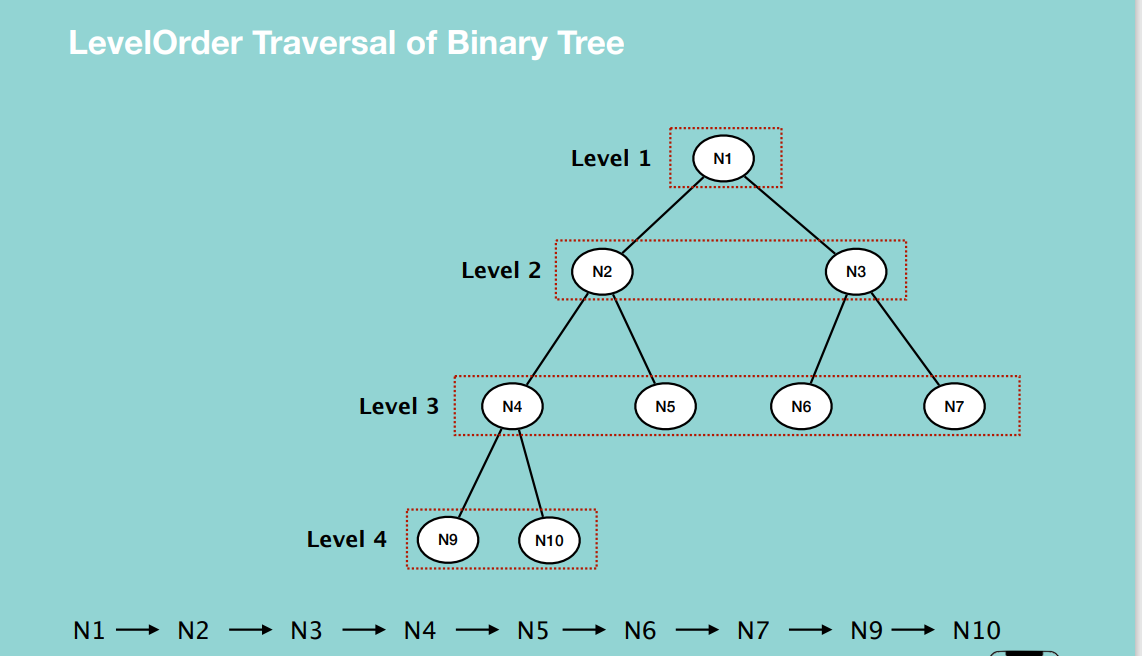 LevelOrder Traversal of Binary Tree
Level 1 N1
Level 2 N2 N3
Level 3 N4 N5 N6 N7
Level 4 N9 N10
N1 N2 N3 N4 N5 N6 N7 N9 N10